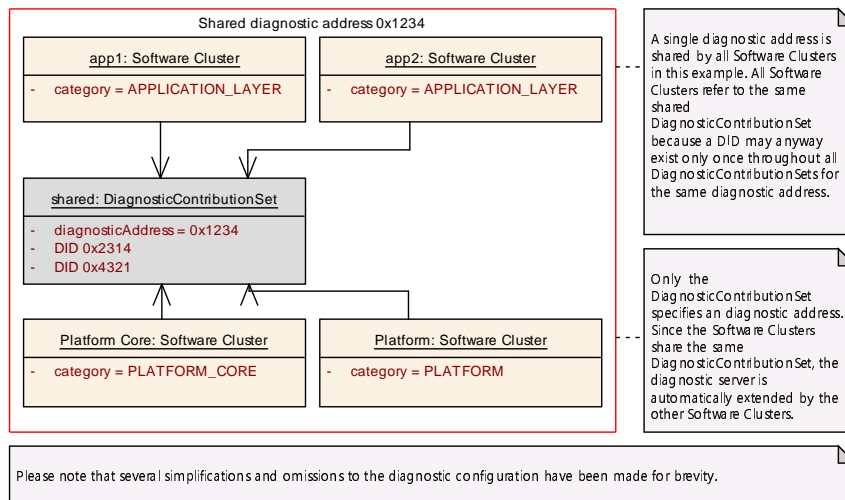 Shared diagnostic address 0x1234
app1: Software Cluster
- category = APPLICATION_LAYER
app2: Software Cluster
- category = APPLICATION_LAYER
shared: DiagnosticContributionSet
- diagnosticAddress = 0x1234
- DID 0x2314
- DID 0x4321
Platform Core: Software Cluster
- category = PLATFORM_CORE
Platform: Software Cluster
- category = PLATFORM
A single diagnostic address is
shared by all Software Clusters
in this example. All Software
Clusters refer to the same
shared
DiagnosticContributionSet
because a DID may anyway
exist only once throughout all
DiagnosticContributionSets for
the same diagnostic address.
Only the
DiagnosticContributionSet
specifies an diagnostic address.
Since the Software Clusters
share the same
DiagnosticContributionSet, the
diagnostic server is
automatically extended by the
other Software Clusters.
Please note that several simplifications and omissions to the diagnostic configuration have been made for brevity.